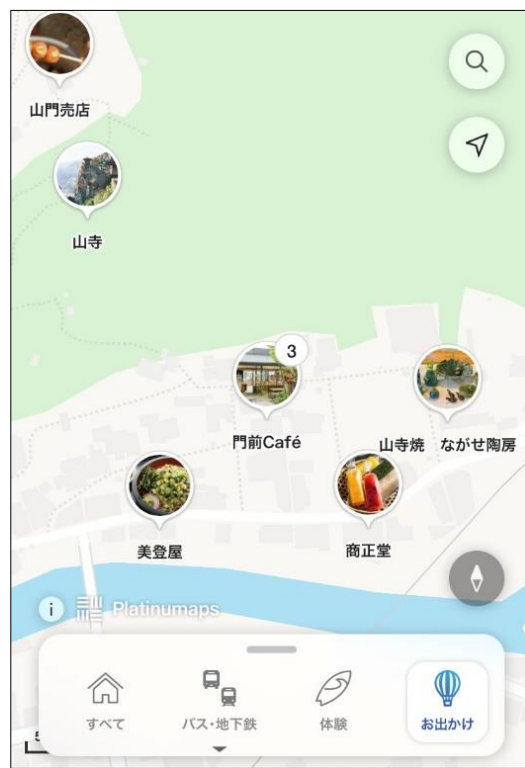 山門売店
山寺
3
門前Café
山寺焼　ながせ陶房
美登屋
商正堂
i Platinumaps
すべて
バス・地下鉄
体験
お出かけ
5